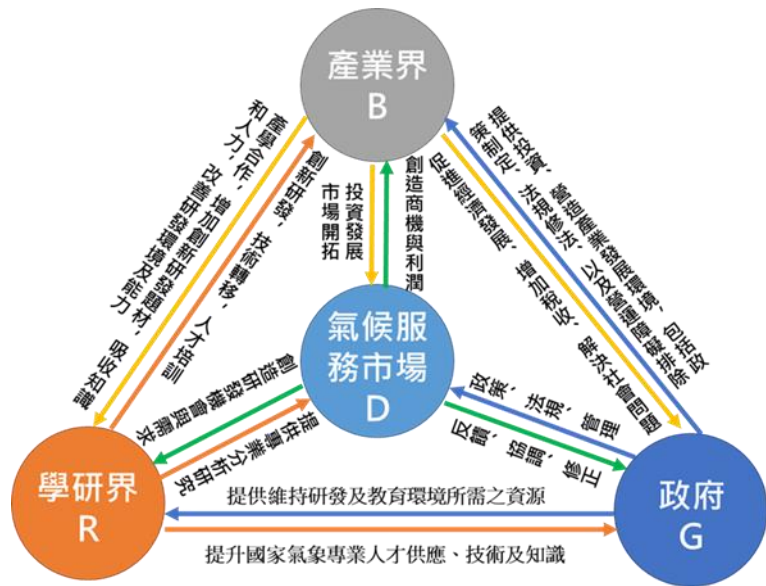 產業界
B
產學合作，增加創新研發題材，吸收知識
和人力，改善研發環境及能力
創新研發，技術轉移，人才培訓
投資發展
市場開拓
創造商機與利潤
促進經濟發展、增加稅收、解決社會問題
提供投資、營造產業發展環境，包括政
策制定、法規修法、以及營運障礙排除
氣候服
務市場
D
創造研發機會與需求
提供專業分析研究
政策、法規、管理
反饋、協調、修正
學研界
R
提供維持研發及教育環境所需之資源
提升國家氣象專業人才供應、技術及知識
政府
G